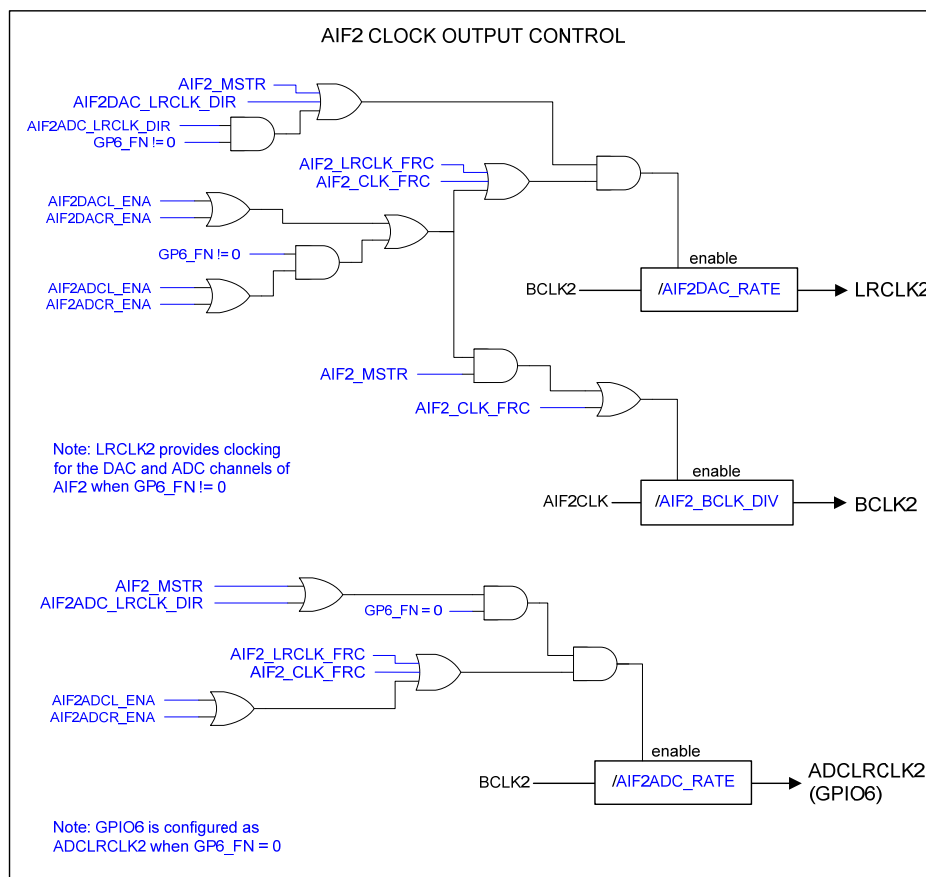 AIF2 CLOCK OUTPUT CONTROL
AIF2_MSTR
AIF2DAC_LRCLK_DIR
AIF2ADC_LRCLK_DIR
GP6_FN != 0
AIF2_LRCLK_FRC
AIF2_CLK_FRC
AIF2DACL_ENA
AIF2DACR_ENA
GP6_FN != 0
AIF2ADCL_ENA
AIF2ADCR_ENA
enable
BCLK2
/AIF2DAC_RATE
LRCLK2
AIF2_MSTR
AIF2_CLK_FRC
Note: LRCLK2 provides clocking
for the DAC and ADC channels of
AIF2 when GP6_FN != 0
enable
AIF2CLK
/AIF2_BCLK_DIV
BCLK2
AIF2_MSTR
AIF2ADC_LRCLK_DIR
GP6_FN = 0
AIF2_LRCLK_FRC
AIF2_CLK_FRC
AIF2ADCL_ENA
AIF2ADCR_ENA
enable
BCLK2
/AIF2ADC_RATE
ADCLRCLK2
(GPIO6)
Note: GPIO6 is configured as
ADCLRCLK2 when GP6_FN = 0